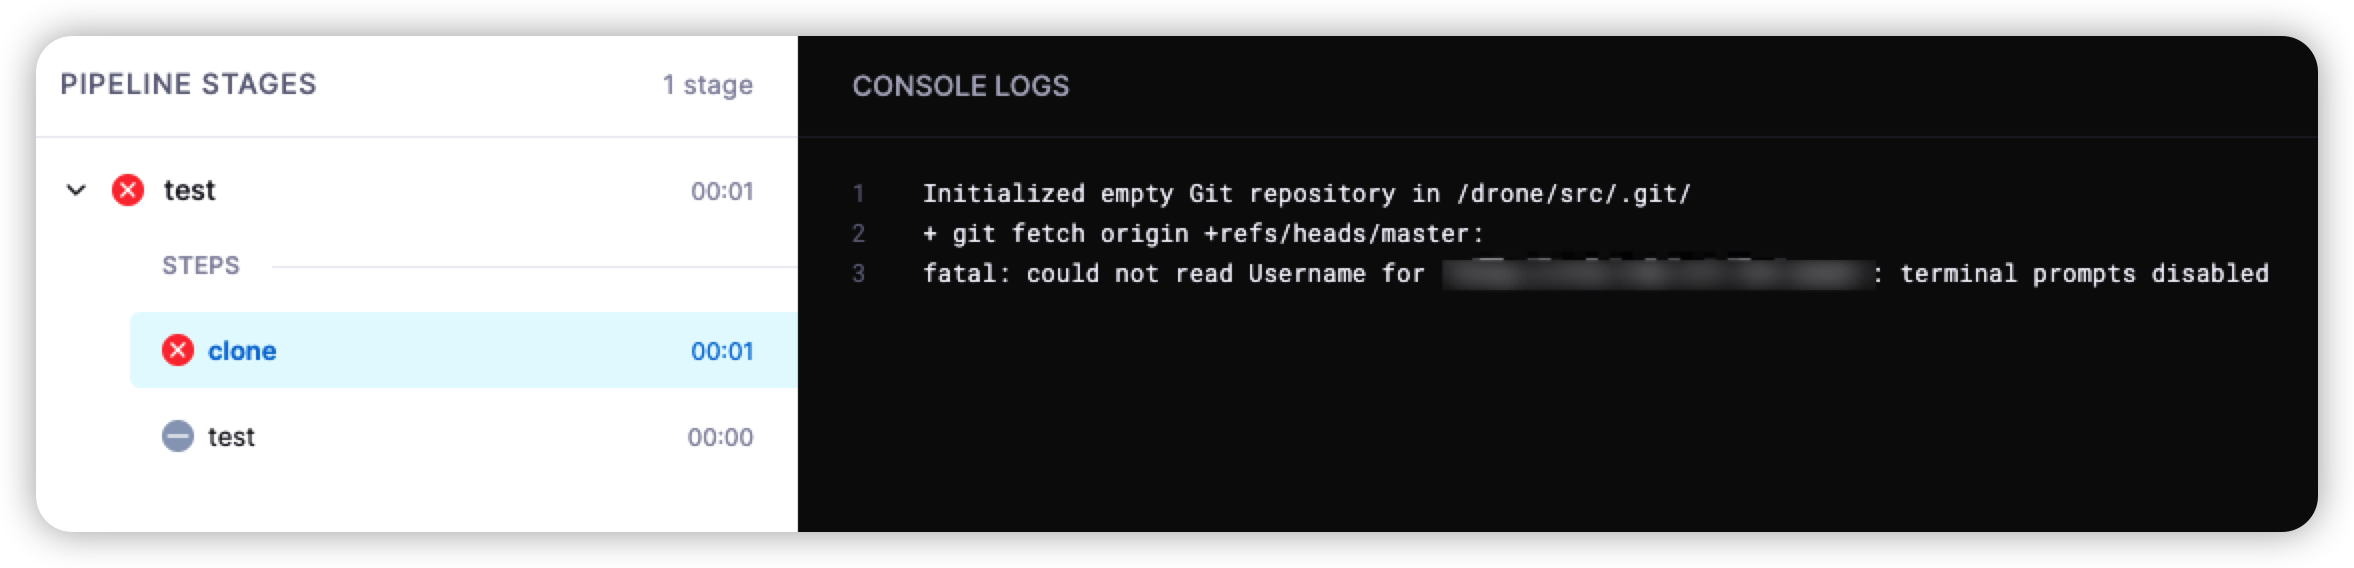 PIPELINE STAGES 1 stage
test 00:01
STEPS
clone 00:01
test 00:00
CONSOLE LOGS
1 Initialized empty Git repository in /drone/src/.git/
2 + git fetch origin +refs/heads/master:
3 fatal: could not read Username for : terminal prompts disabled